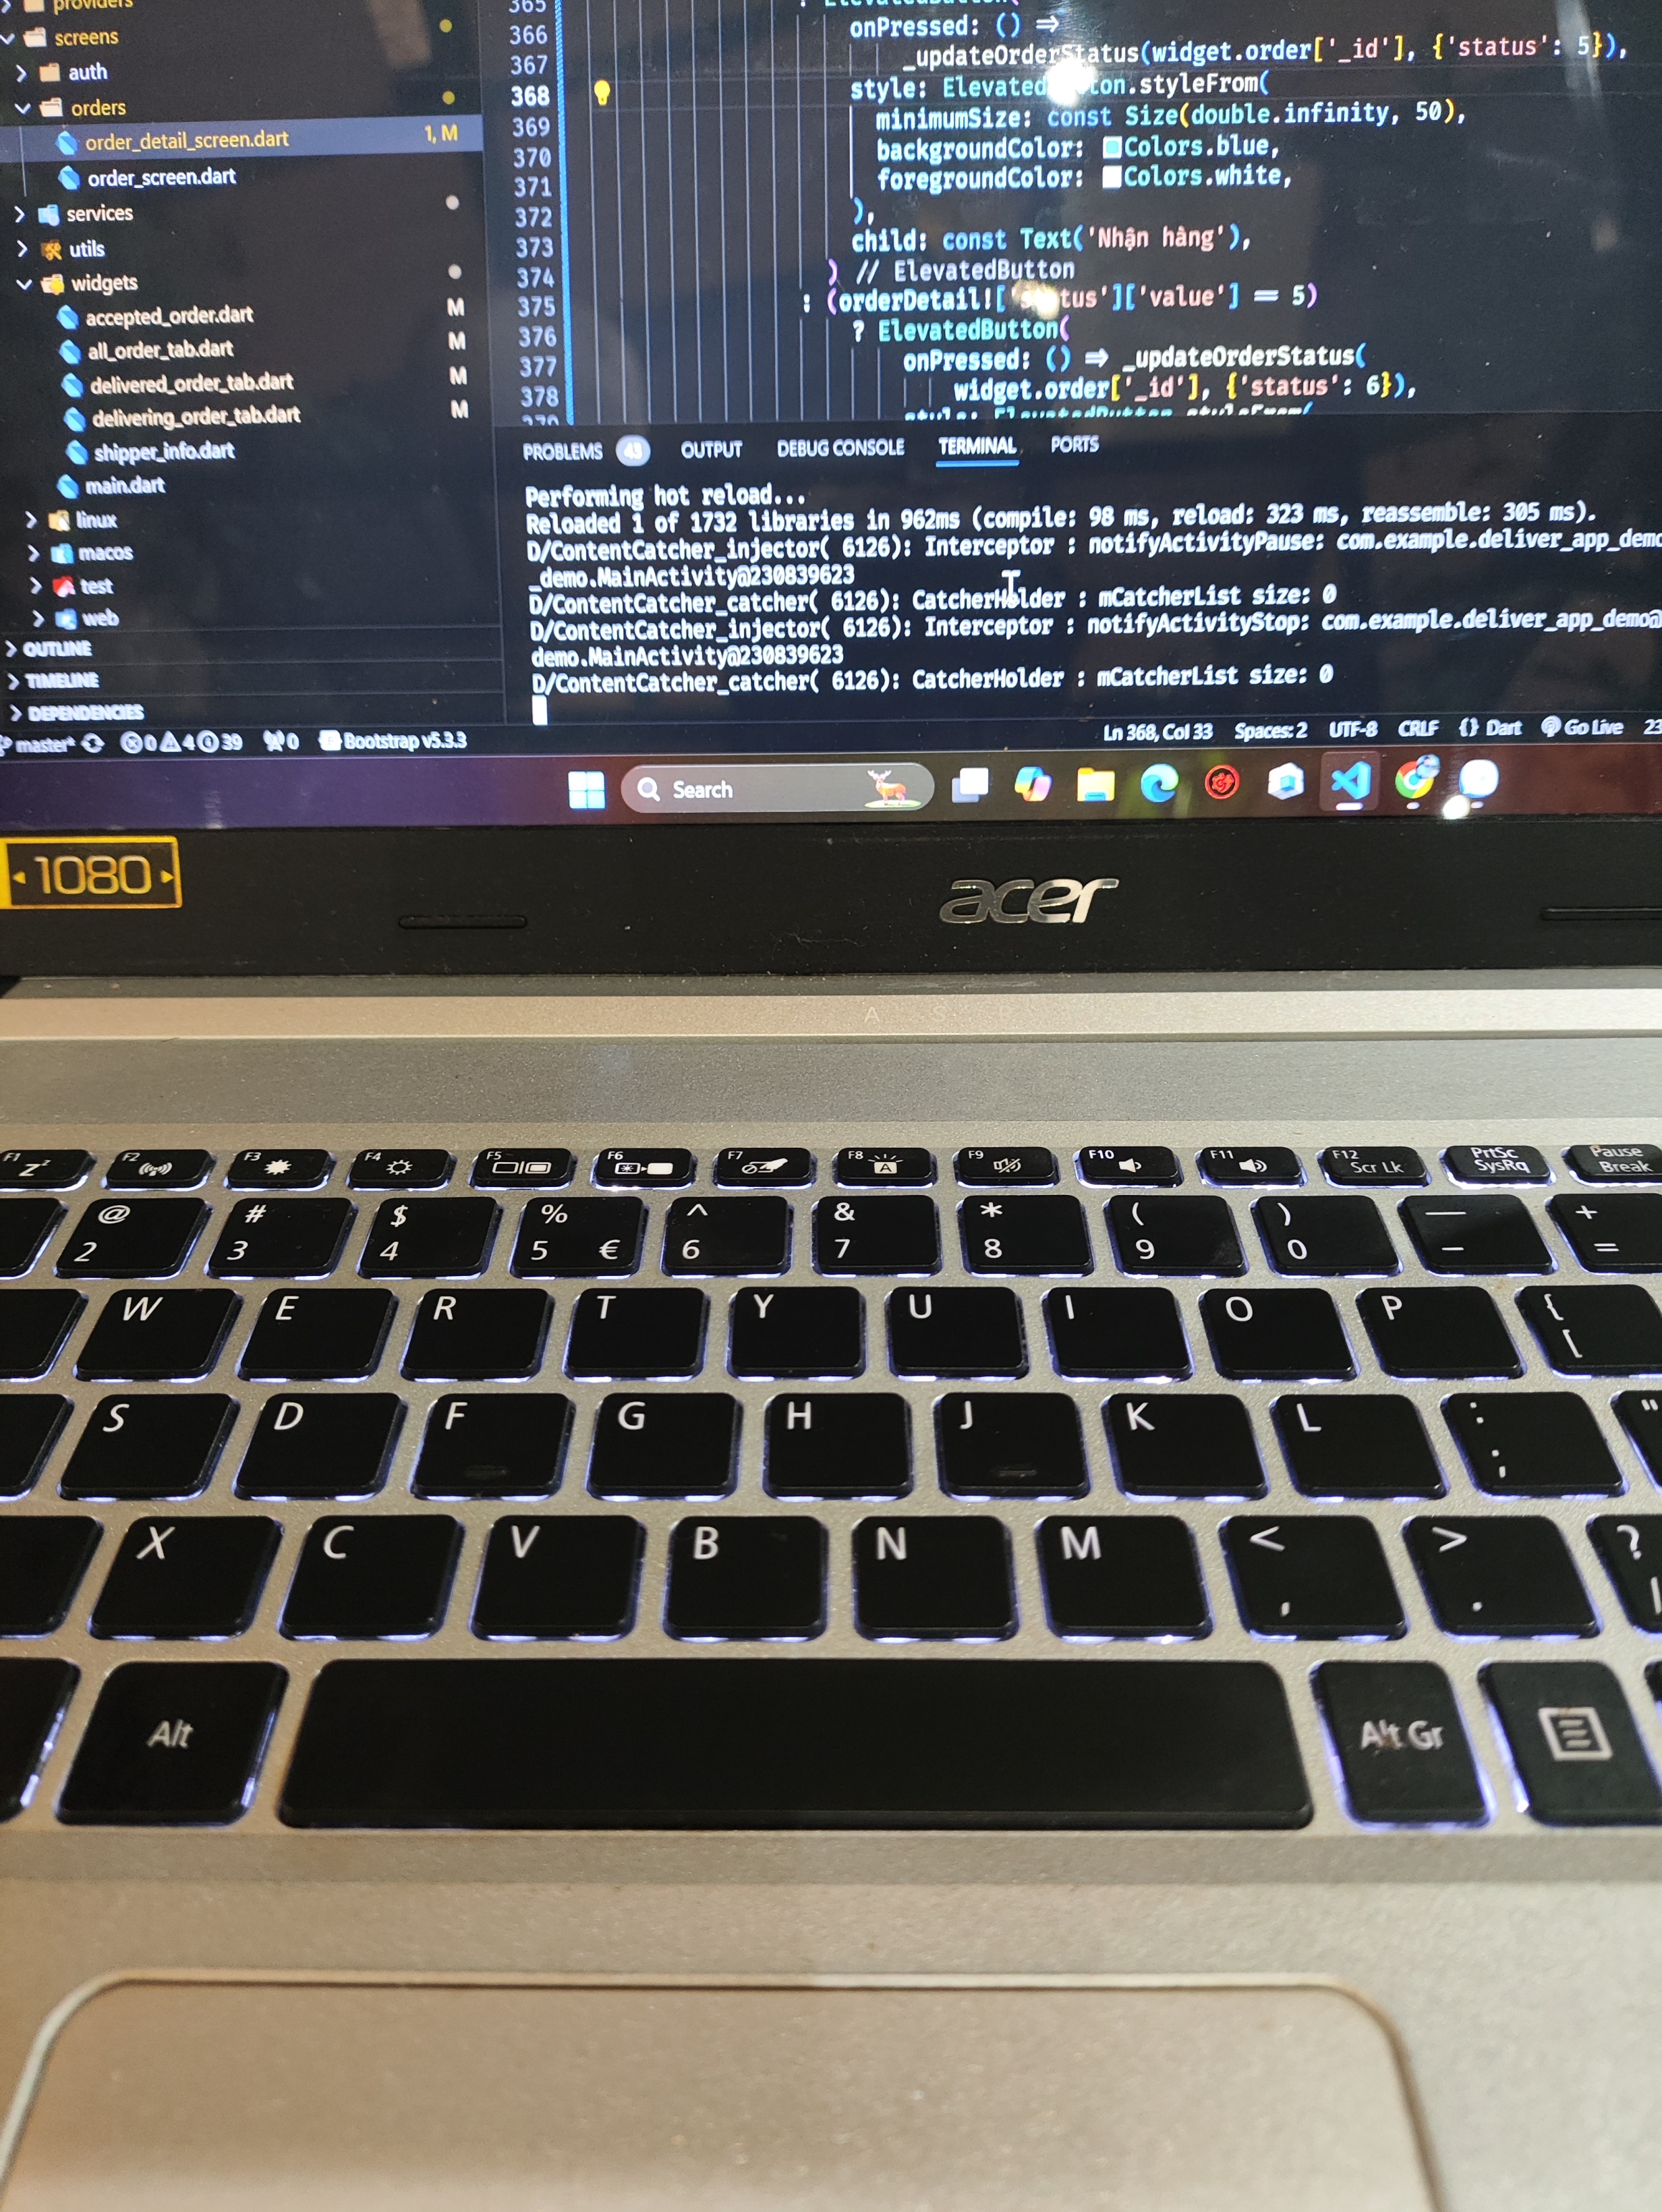 providers
screens
auth
orders
order_detail_screen.dart 1, M
order_screen.dart
services
utils
widgets
accepted_order.dart M
all_order_tab.dart M
delivered_order_tab.dart M
delivering_order_tab.dart M
shipper_info.dart
main.dart
linux
macos
test
web
OUTLINE
TIMELINE
DEPENDENCIES
365
366 onPressed: () =>
367 _updateOrderStatus(widget.order['_id'], {'status': 5}),
368 style: ElevatedButton.styleFrom(
369 minimumSize: const Size(double.infinity, 50),
370 backgroundColor: Colors.blue,
371 foregroundColor: Colors.white,
372 ),
373 child: const Text('Nhận hàng'),
374 ) // ElevatedButton
375 : (orderDetail!['status']['value'] == 5)
376 ? ElevatedButton(
377 onPressed: () => _updateOrderStatus(
378 widget.order['_id'], {'status': 6}),
PROBLEMS 43 OUTPUT DEBUG CONSOLE TERMINAL PORTS
Performing hot reload...
Reloaded 1 of 1732 libraries in 962ms (compile: 98 ms, reload: 323 ms, reassemble: 305 ms).
D/ContentCatcher_injector( 6126): Interceptor : notifyActivityPause: com.example.deliver_app_demo
_demo.MainActivity@230839623
D/ContentCatcher_catcher( 6126): CatcherHolder : mCatcherList size: 0
D/ContentCatcher_injector( 6126): Interceptor : notifyActivityStop: com.example.deliver_app_demo@
demo.MainActivity@230839623
D/ContentCatcher_catcher( 6126): CatcherHolder : mCatcherList size: 0
master* 0 4 39 0 Bootstrap v5.3.3 Ln 368, Col 33 Spaces: 2 UTF-8 CRLF {} Dart Go Live 23
Search
1080
acer
F1 Zz F2 F3 F4 F5 F6 F7 F8 A F9 F10 F11 F12 Scr Lk PrtSc SysRq Pause Break
@ # $ % ^ & * ( ) — +
2 3 4 5 € 6 7 8 9 0 - =
W E R T Y U I O P { [
S D F G H J K L : ; "
X C V B N M < , > . ?
Alt Alt Gr